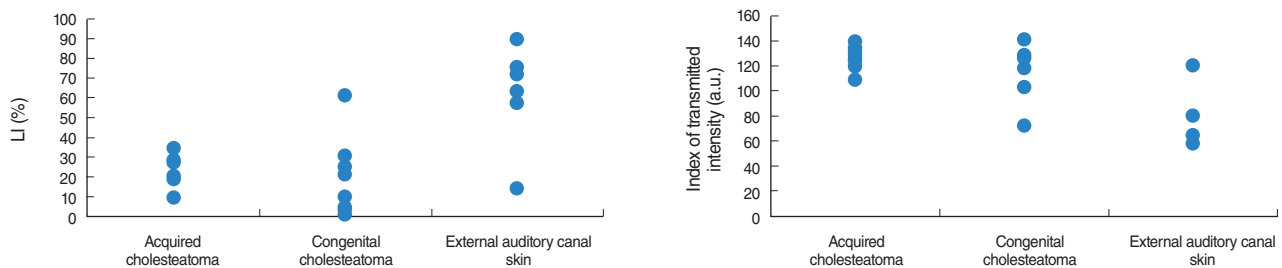 LI (%)
100
90
80
70
60
50
40
30
20
10
0
Acquired
cholesteatoma
Congenital
cholesteatoma
External auditory canal
skin
Index of transmitted
intensity (a.u.)
160
140
120
100
80
60
40
20
0
Acquired
cholesteatoma
Congenital
cholesteatoma
External auditory canal
skin